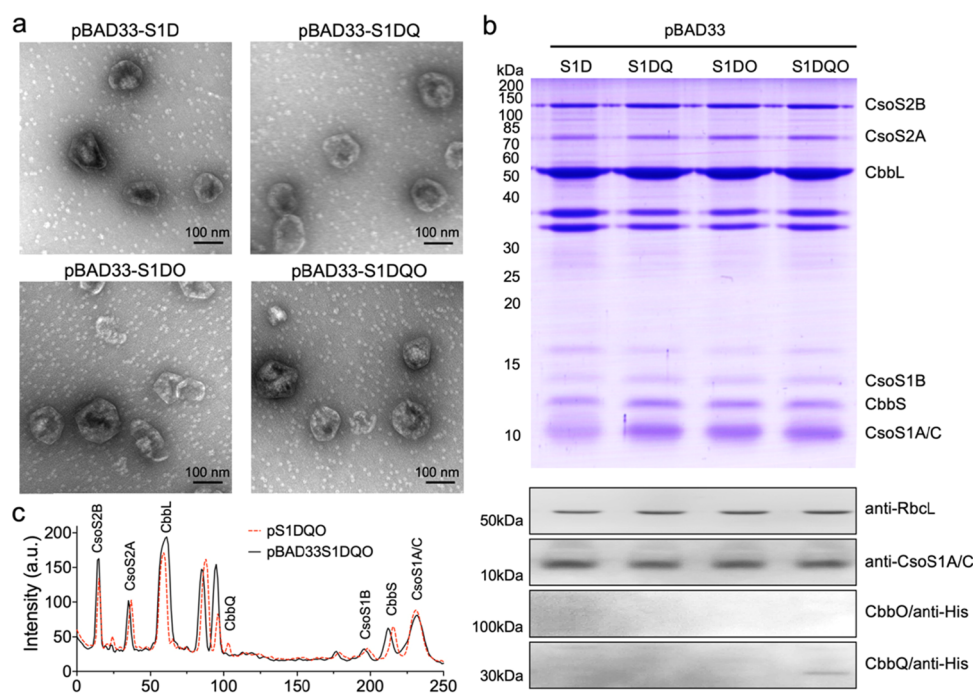 a
pBAD33-S1D
pBAD33-S1DQ
100 nm
100 nm
pBAD33-S1DO
pBAD33-S1DQO
100 nm
100 nm
b
pBAD33
S1D S1DQ S1DO S1DQO
kDa
200
150
100
85
70
60
50
40
30
25
20
15
10
CsoS2B
CsoS2A
CbbL
CsoS1B
CbbS
CsoS1A/C
50kDa
anti-RbcL
10kDa
anti-CsoS1A/C
100kDa
CbbO/anti-His
30kDa
CbbQ/anti-His
c
Intensity (a.u.)
200
150
100
50
0
0 50 100 150 200 250
CsoS2B
CsoS2A
CbbL
CbbQ
CsoS1B
CbbS
CsoS1A/C
pS1DQO
pBAD33S1DQO